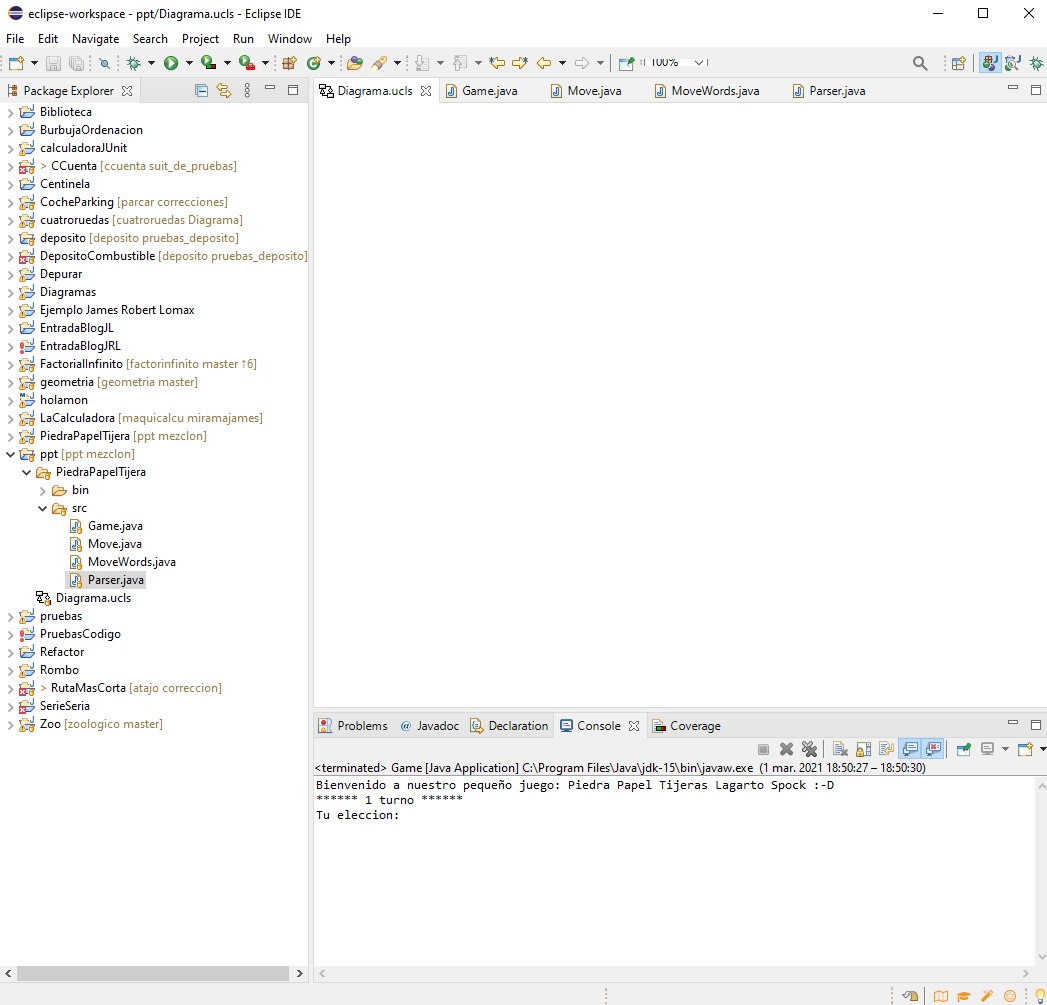 eclipse-workspace - ppt/Diagrama.ucls - Eclipse IDE
File Edit Navigate Search Project Run Window Help
100%
Package Explorer
Diagrama.ucls Game.java Move.java MoveWords.java Parser.java
Biblioteca
BurbujaOrdenacion
calculadoraJUnit
> CCuenta [ccuenta suit_de_pruebas]
Centinela
CocheParking [parcar correcciones]
cuatroruedas [cuatroruedas Diagrama]
deposito [deposito pruebas_deposito]
DepositoCombustible [deposito pruebas_deposito]
Depurar
Diagramas
Ejemplo James Robert Lomax
EntradaBlogJL
EntradaBlogJRL
FactorialInfinito [factorinfinito master ↑6]
geometria [geometria master]
holamon
LaCalculadora [maquicalcu miramajames]
PiedraPapelTijera [ppt mezclon]
ppt [ppt mezclon]
PiedraPapelTijera
bin
src
Game.java
Move.java
MoveWords.java
Parser.java
Diagrama.ucls
pruebas
PruebasCodigo
Refactor
Rombo
> RutaMasCorta [atajo correccion]
SerieSeria
Zoo [zoologico master]
Problems Javadoc Declaration Console Coverage
<terminated> Game [Java Application] C:\Program Files\Java\jdk-15\bin\javaw.exe (1 mar. 2021 18:50:27 – 18:50:30)
Bienvenido a nuestro pequeño juego: Piedra Papel Tijeras Lagarto Spock :-D
****** 1 turno ******
Tu eleccion: